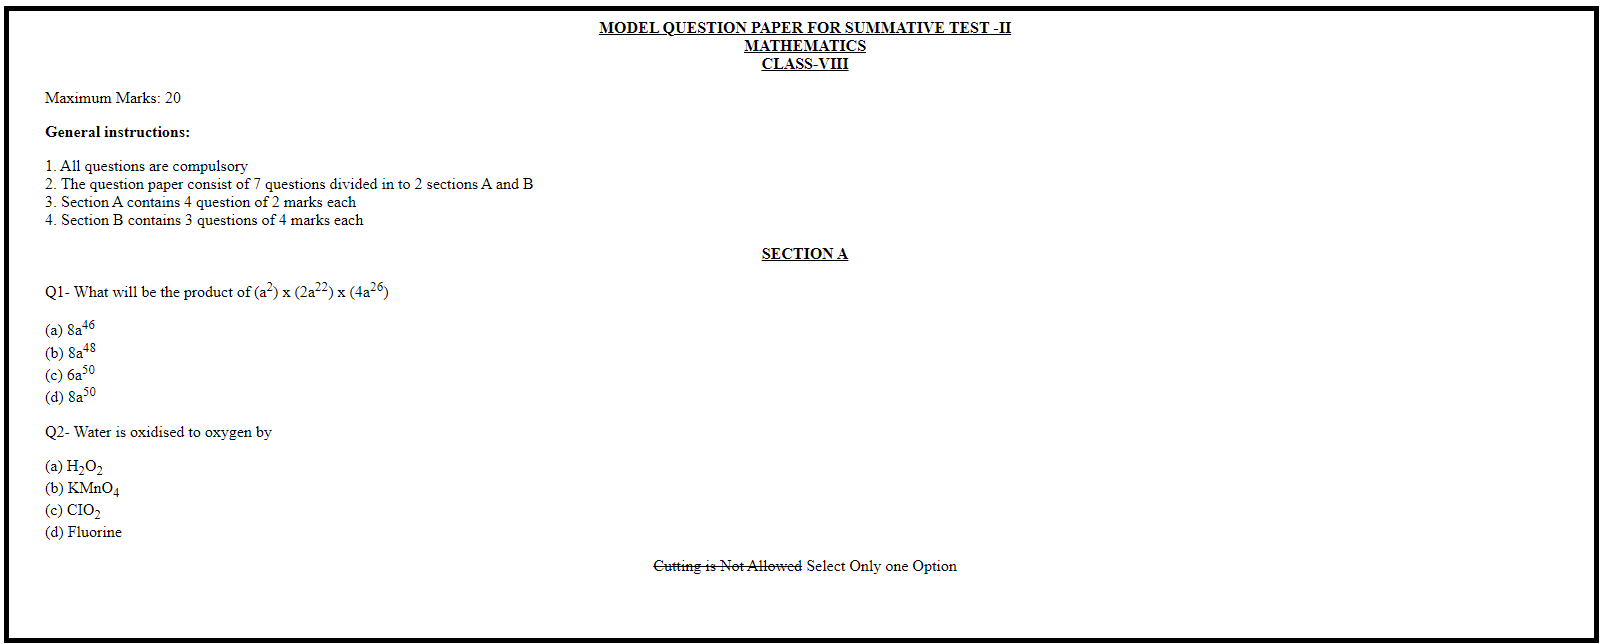 MODEL QUESTION PAPER FOR SUMMATIVE TEST -II
MATHEMATICS
CLASS-VIII
Maximum Marks: 20
General instructions:
1. All questions are compulsory
2. The question paper consist of 7 questions divided in to 2 sections A and B
3. Section A contains 4 question of 2 marks each
4. Section B contains 3 questions of 4 marks each
SECTION A
Q1- What will be the product of (a²) x (2a²²) x (4a²⁶)
(a) 8a⁴⁶
(b) 8a⁴⁸
(c) 6a⁵⁰
(d) 8a⁵⁰
Q2- Water is oxidised to oxygen by
(a) H₂O₂
(b) KMnO₄
(c) CIO₂
(d) Fluorine
Cutting is Not Allowed Select Only one Option